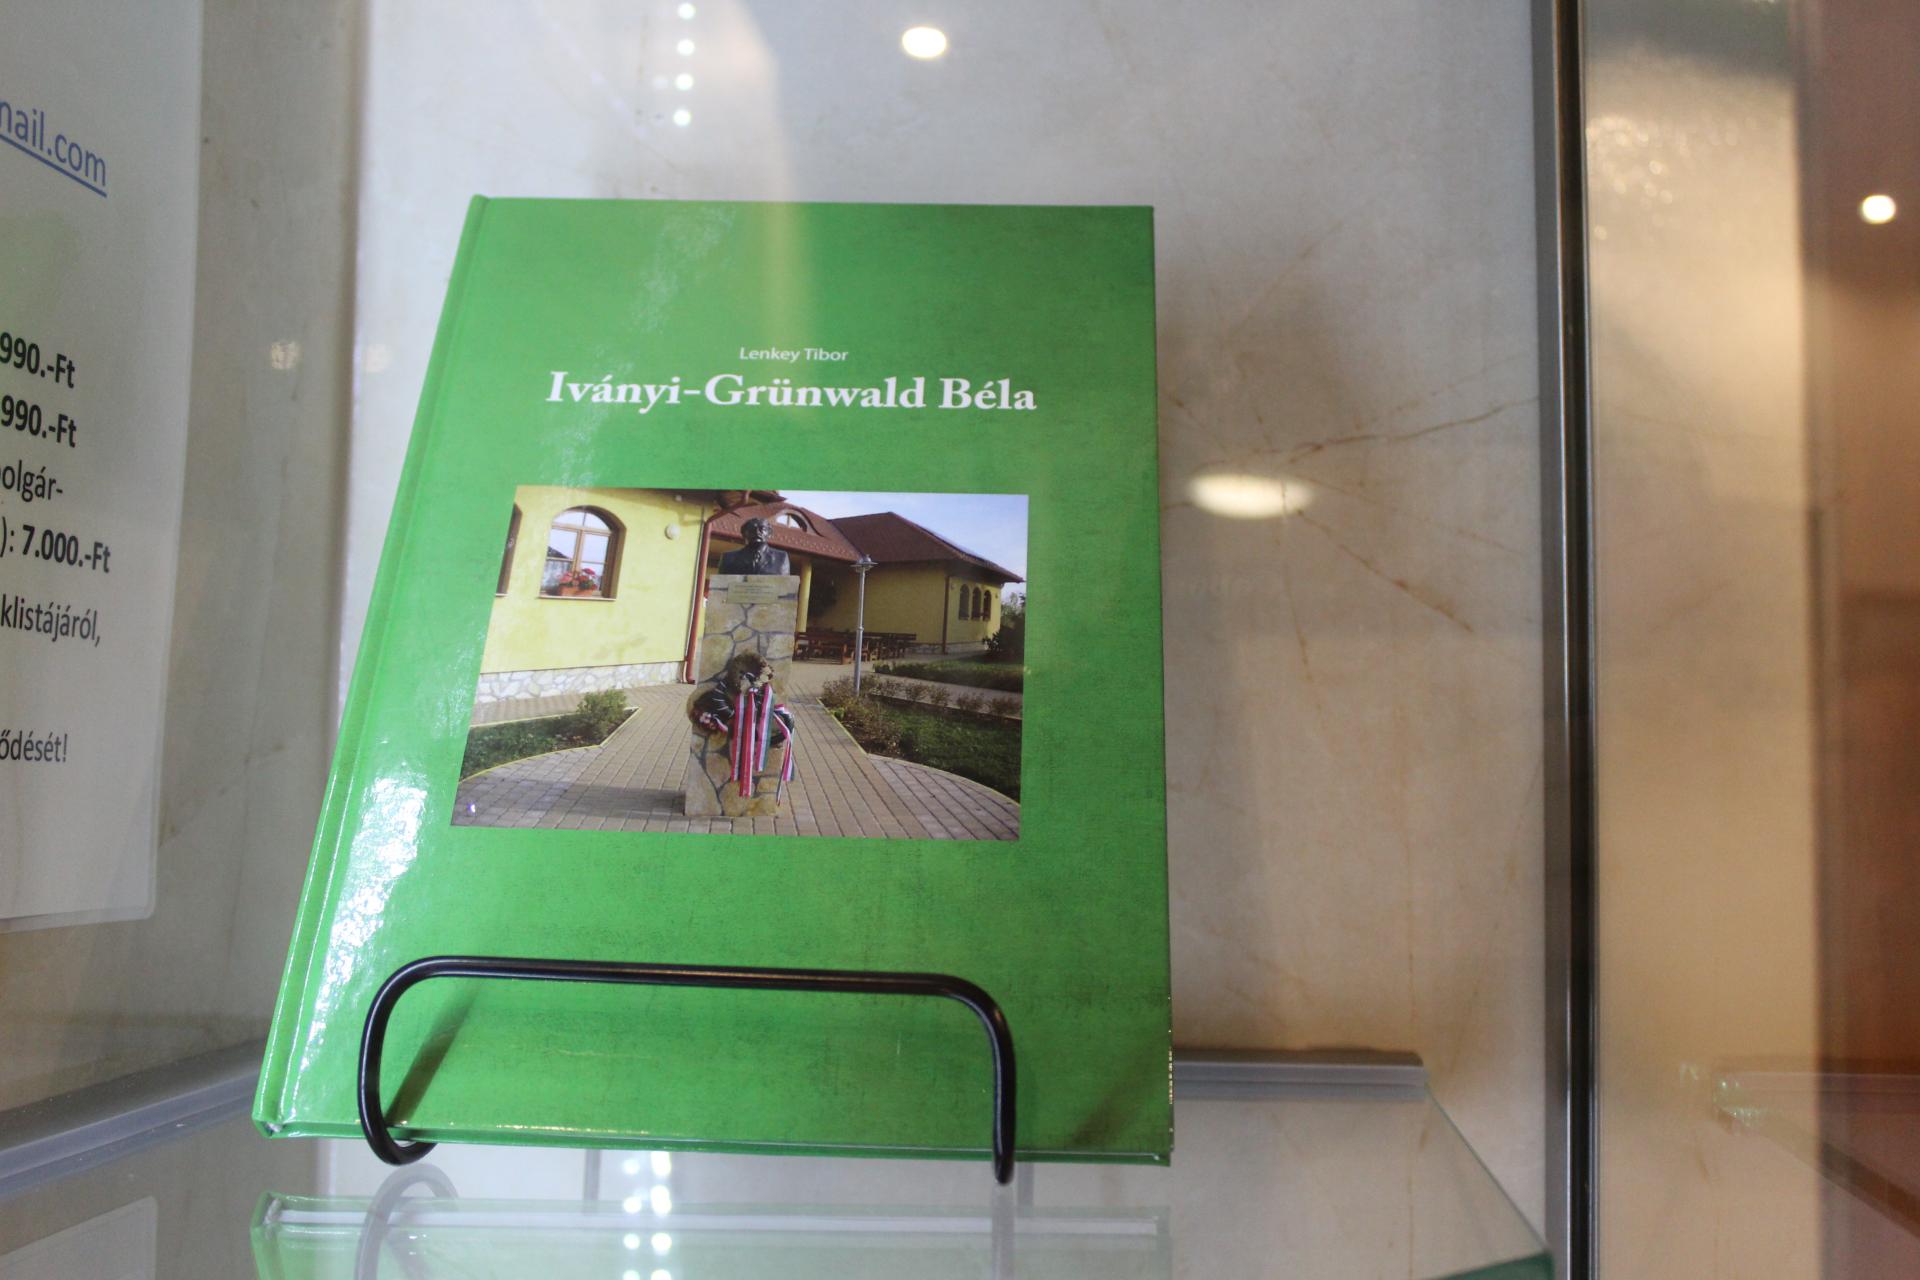 mail.com
990.-Ft
990.-Ft
polgár-
): 7.000.-Ft
klistájáról,
ődését!
Lenkey Tibor
Iványi-Grünwald Béla